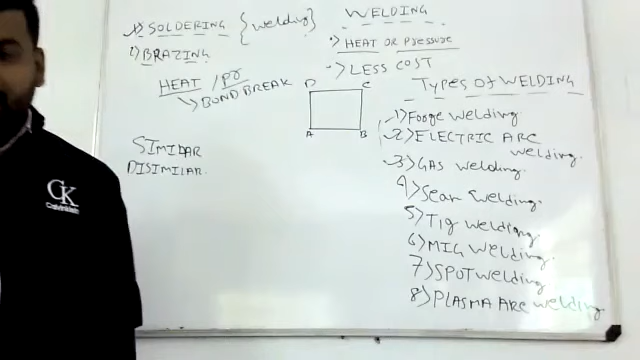 1) SOLDERING { Welding }
2) BRAZING
HEAT / Pr
BOND BREAK
SIMILAR
DISIMILAR.
D C
A B
WELDING
HEAT OR Pressure
LESS COST
Types Of WELDING
1) Forge Welding
2) ELECTRIC ARC
welding.
3) GAS welding.
4) Seam welding.
5) Tig welding
6) MIG welding.
7) SPOT welding
8) PLASMA ARC welding.
CK
Calvin Klein